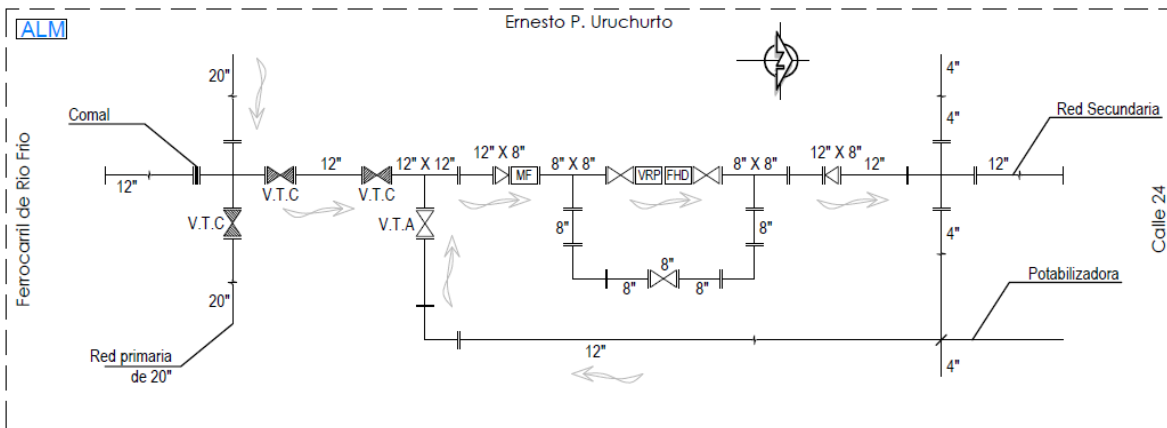 Ernesto P. Uruchurto
ALM
20"
4"
4"
Comal
Red Secundaria
Ferrocarril de Rio Frio
12"
12"
12" X 12"
12" X 8"
8" X 8"
8" X 8"
12" X 8"
12"
12"
MF
VRP
FHD
V.T.C
V.T.C
V.T.C
V.T.A
8"
8"
4"
Calle 24
8"
8"
8"
Potabilizadora
20"
Red primaria
de 20"
12"
4"